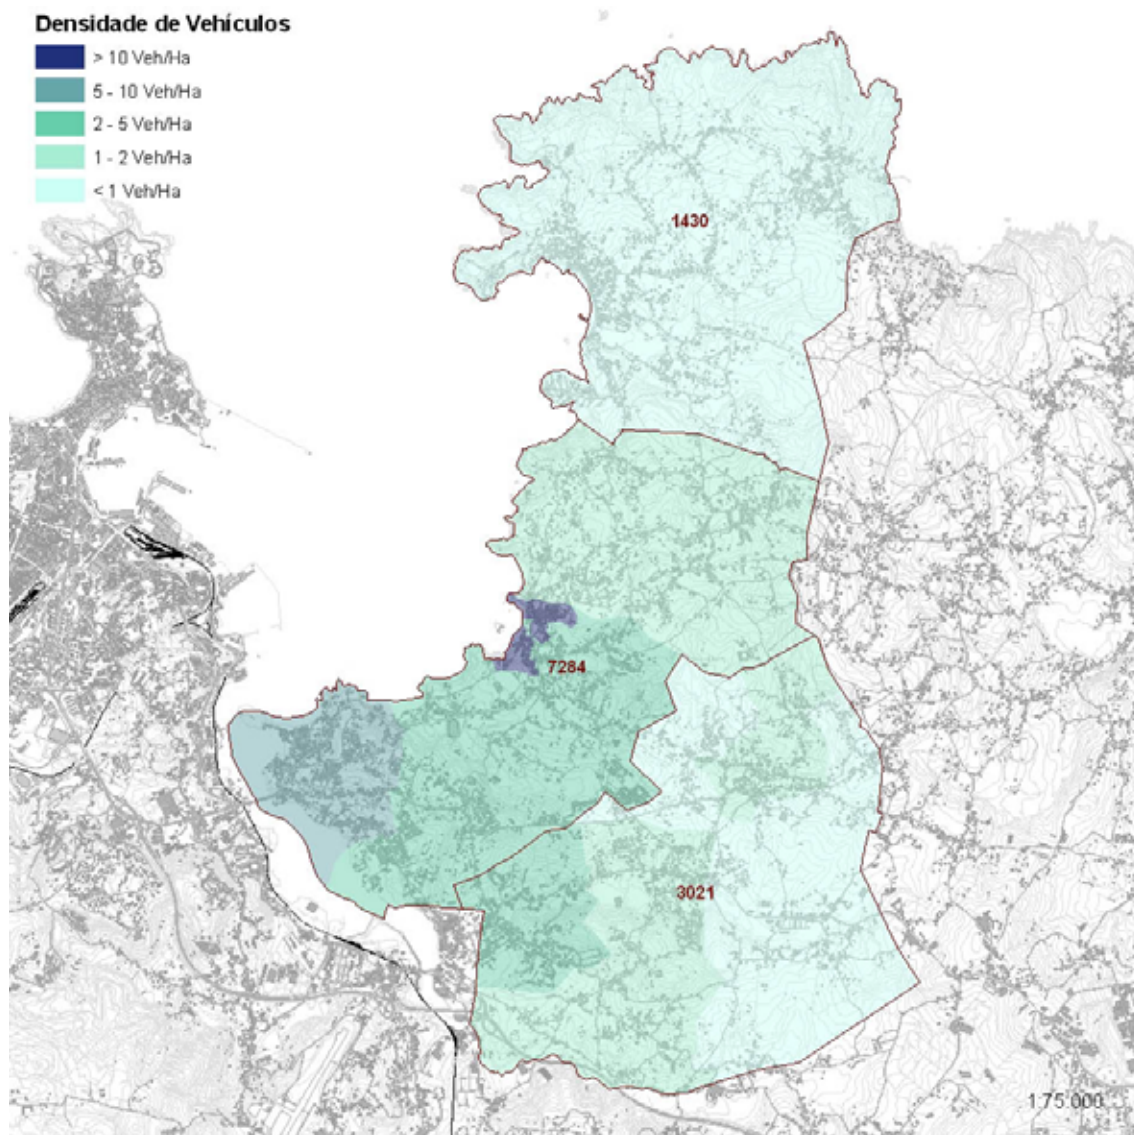 Densidade de Vehículos
> 10 Veh/Ha
5 - 10 Veh/Ha
2 - 5 Veh/Ha
1 - 2 Veh/Ha
< 1 Veh/Ha
1430
7284
3021
1:75.000